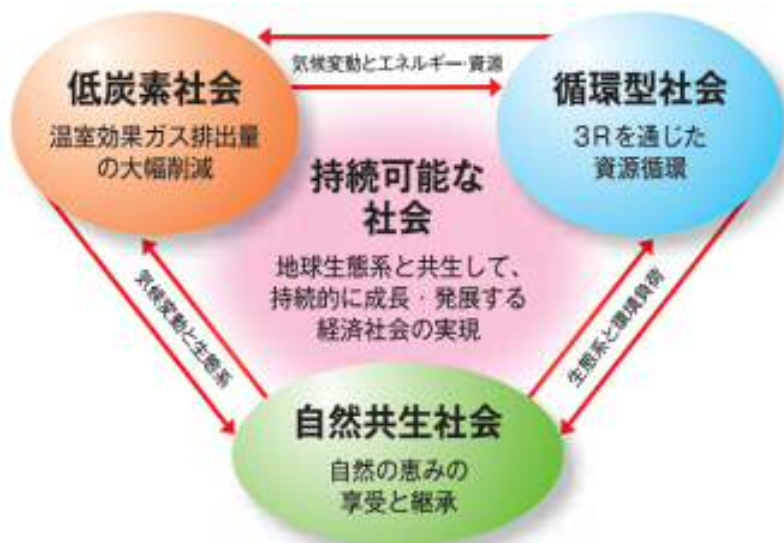 気候変動とエネルギー・資源
低炭素社会
温室効果ガス排出量
の大幅削減
循環型社会
3Rを通じた
資源循環
持続可能な
社会
地球生態系と共生して、
持続的に成長・発展する
経済社会の実現
気候変動と生態系
生態系と環境負荷
自然共生社会
自然の恵みの
享受と継承